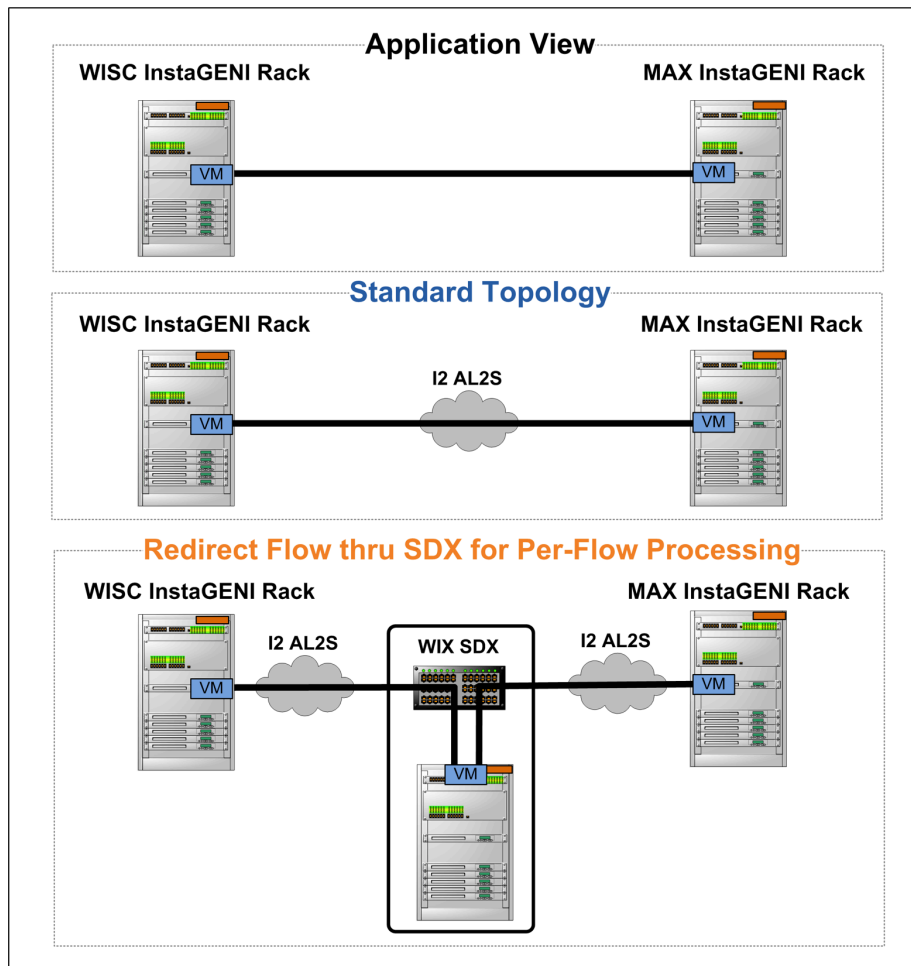 Application View
WISC InstaGENI Rack
MAX InstaGENI Rack
VM
VM
Standard Topology
WISC InstaGENI Rack
MAX InstaGENI Rack
I2 AL2S
VM
VM
Redirect Flow thru SDX for Per-Flow Processing
WISC InstaGENI Rack
MAX InstaGENI Rack
I2 AL2S
WIX SDX
I2 AL2S
VM
VM
VM